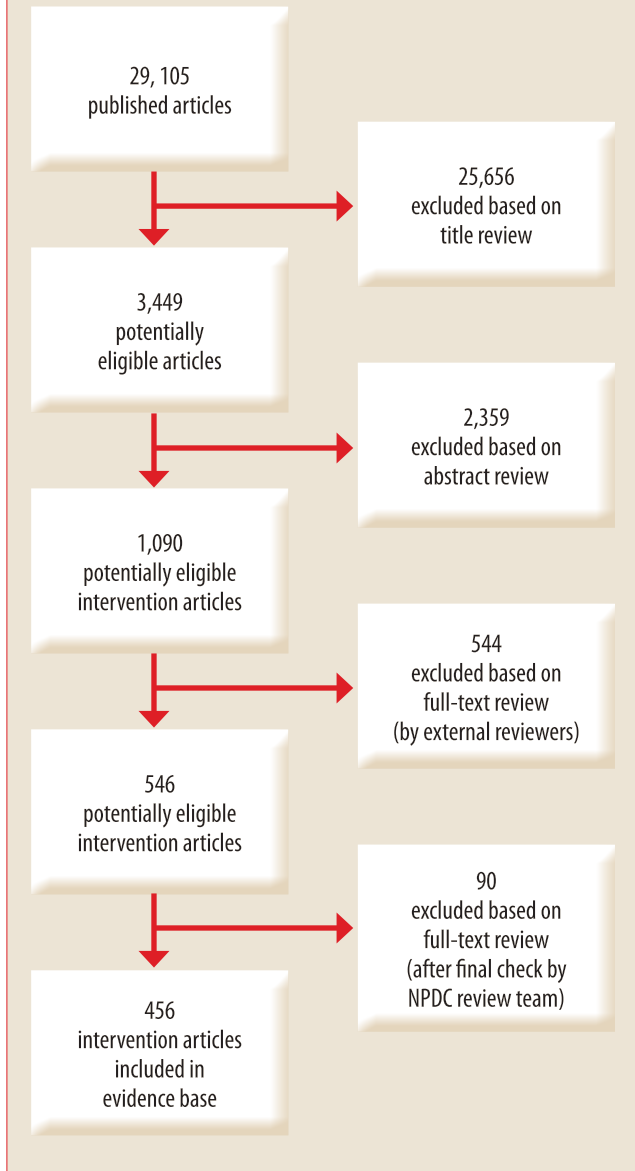 29, 105
published articles
25,656
excluded based on
title review
3,449
potentially
eligible articles
2,359
excluded based on
abstract review
1,090
potentially eligible
intervention articles
544
excluded based on
full-text review
(by external reviewers)
546
potentially eligible
intervention articles
90
excluded based on
full-text review
(after final check by
NPDC review team)
456
intervention articles
included in
evidence base